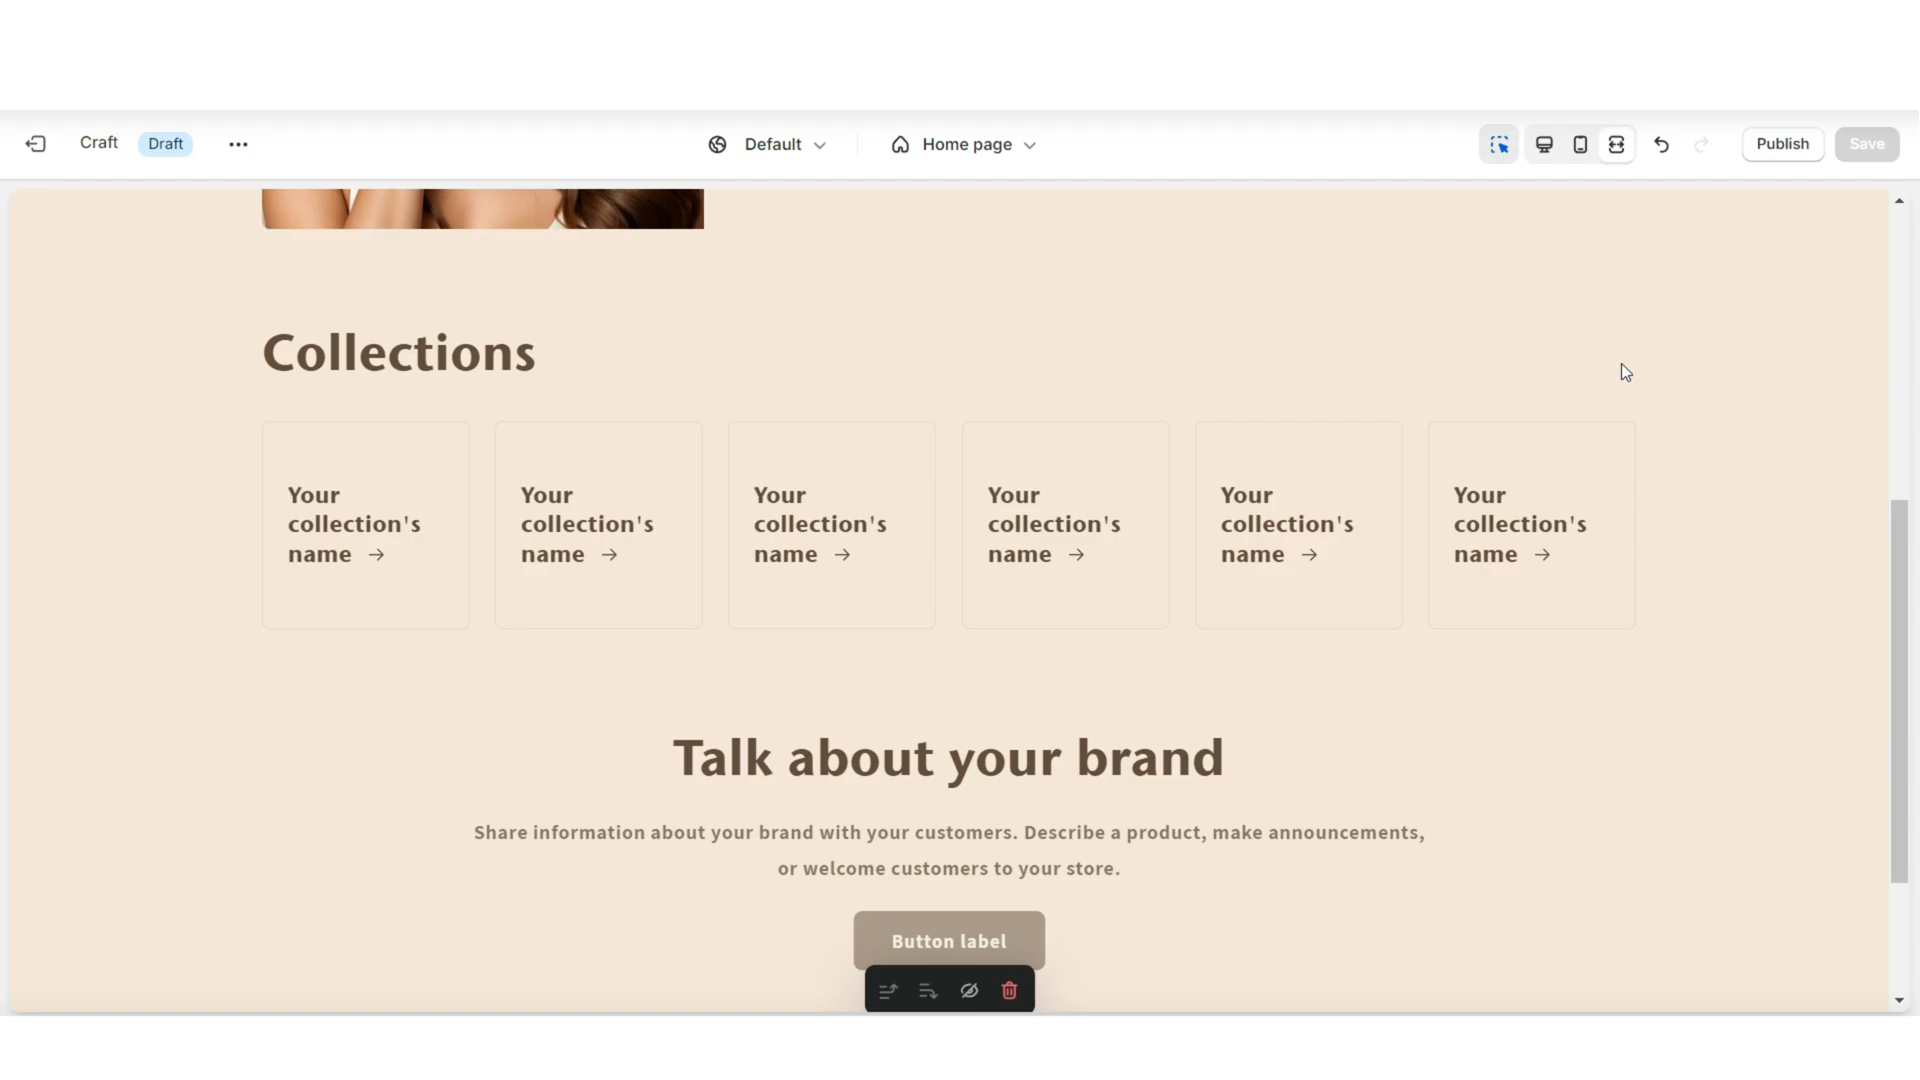 Craft Draft Default Home page Publish Save
Collections
Your collection's name → Your collection's name → Your collection's name → Your collection's name → Your collection's name → Your collection's name →
Talk about your brand
Share information about your brand with your customers. Describe a product, make announcements,
or welcome customers to your store.
Button label